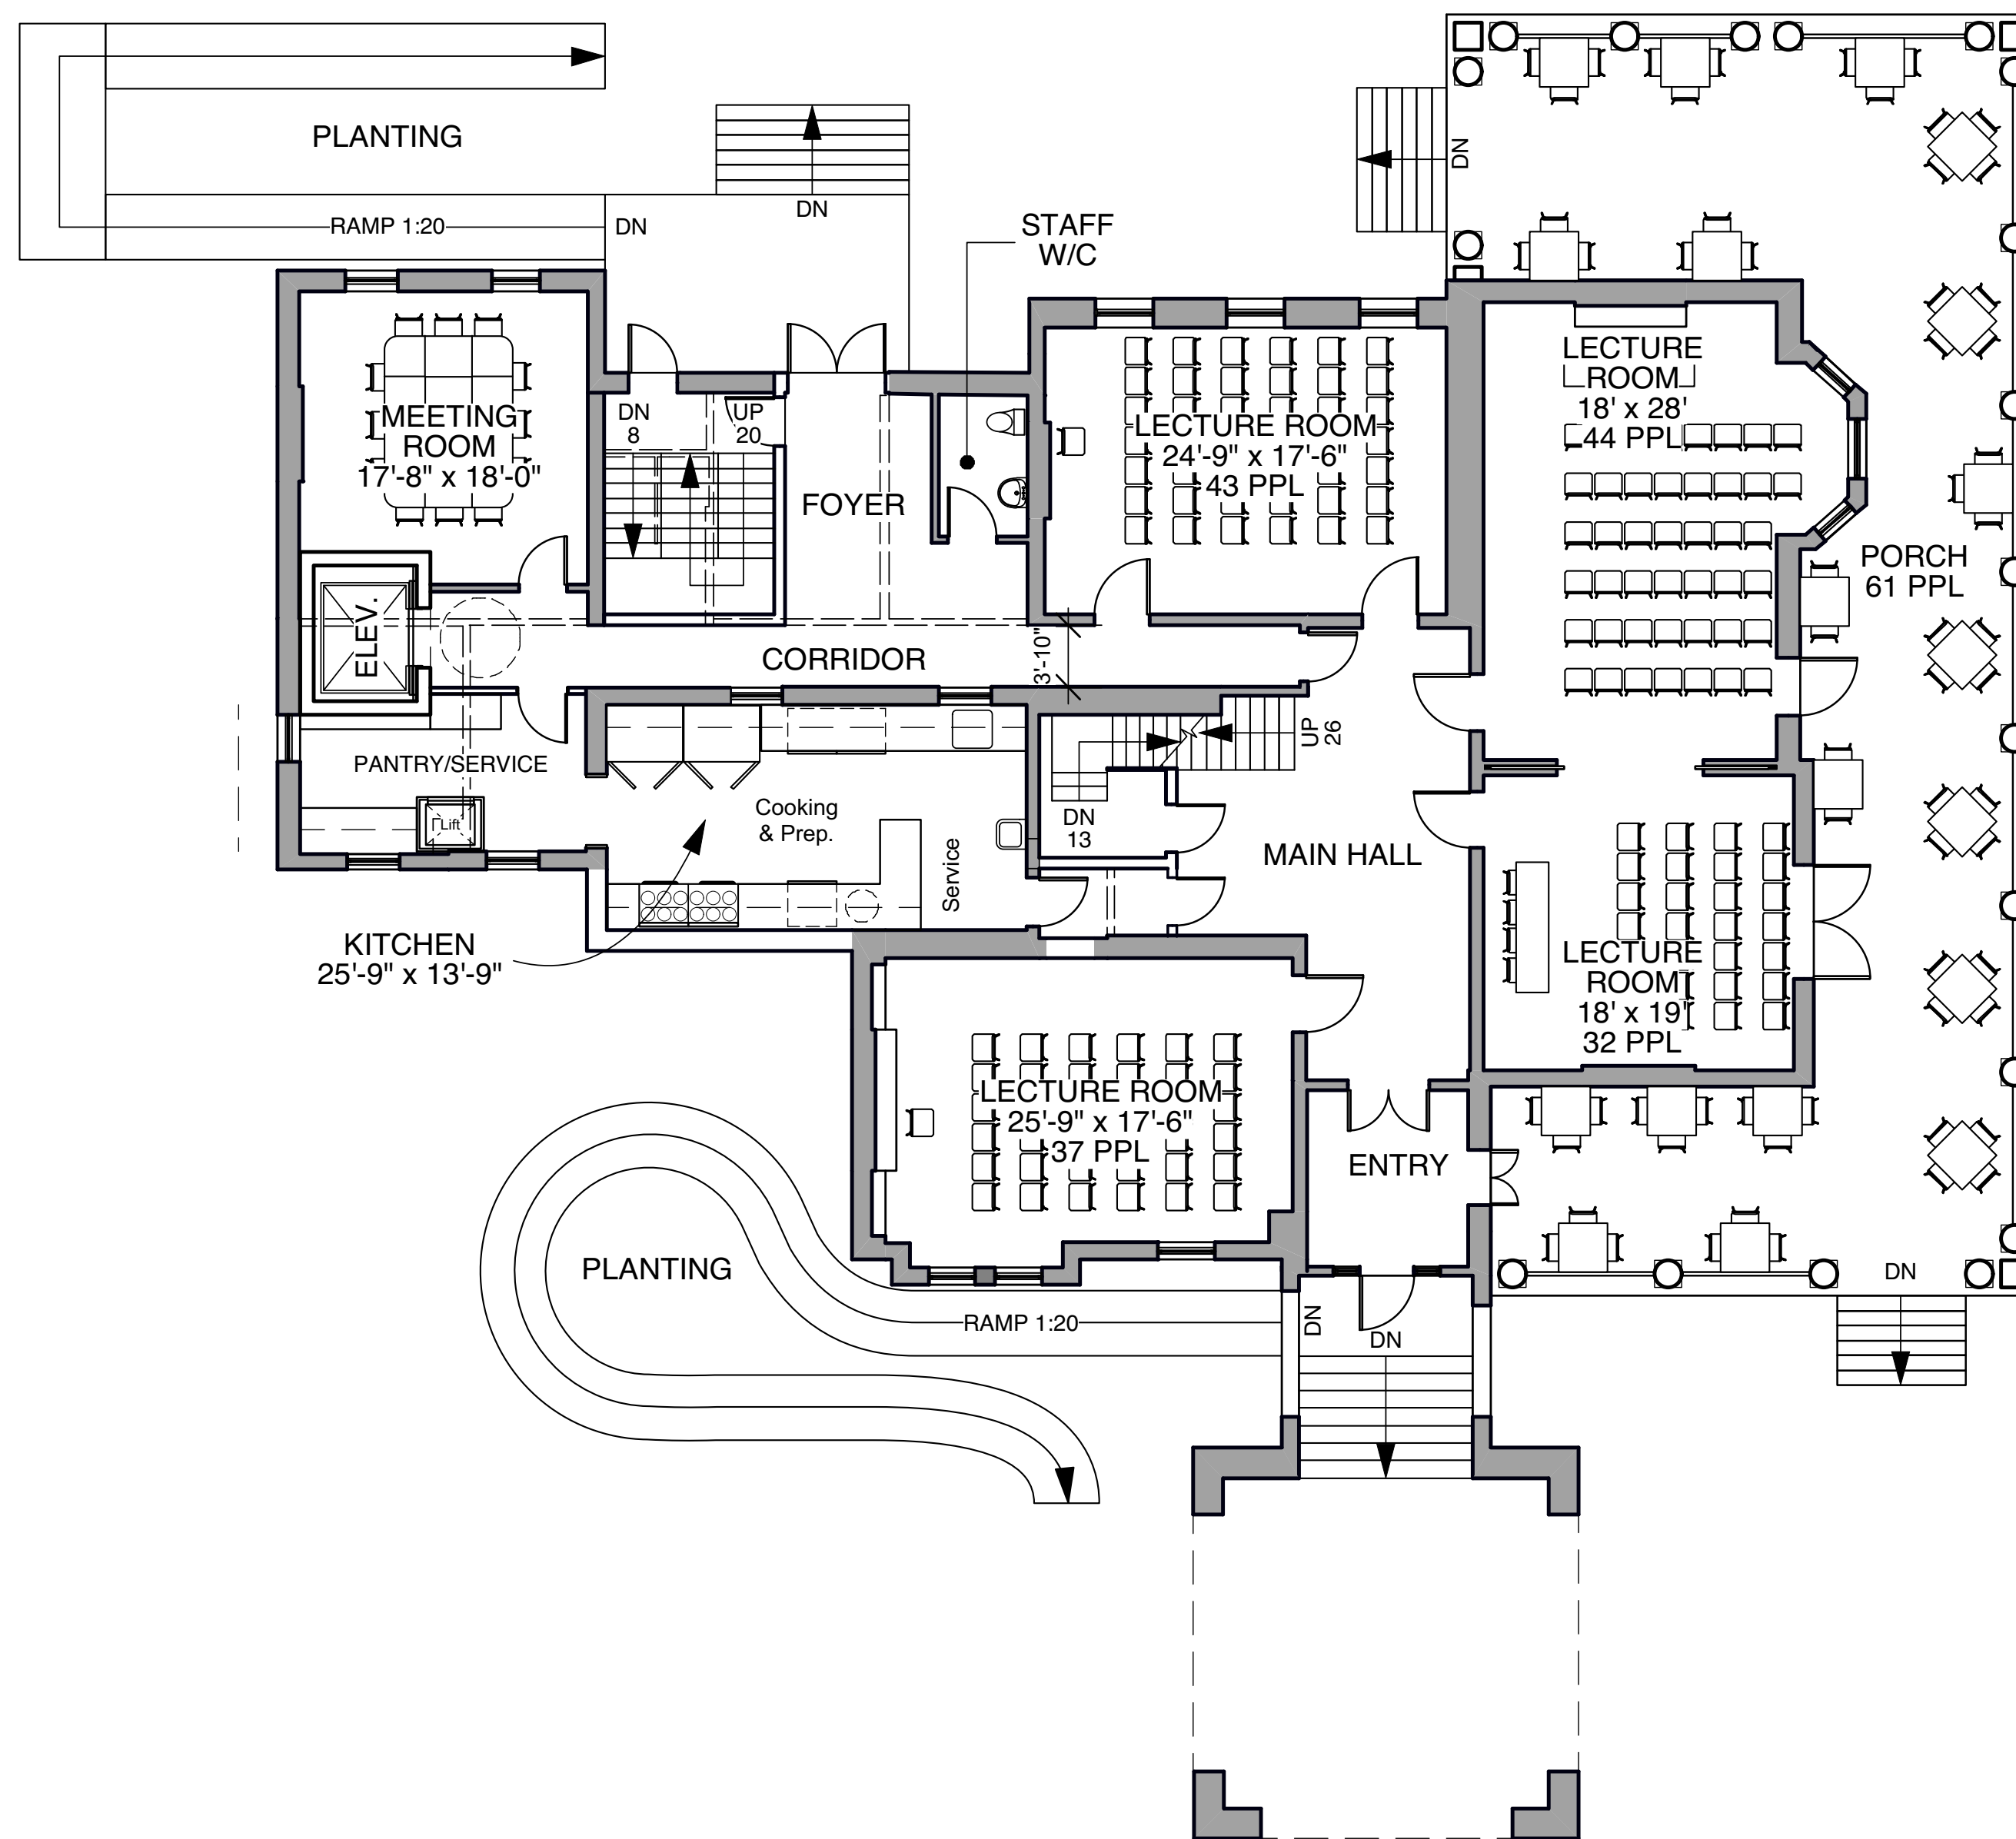 PLANTING
RAMP 1:20
DN
DN
STAFF
W/C
DN
MEETING
ROOM
17'-8" x 18'-0"
DN
8
UP
20
FOYER
LECTURE ROOM
24'-9" x 17'-6"
43 PPL
LECTURE
ROOM
18' x 28'
44 PPL
PORCH
61 PPL
ELEV.
CORRIDOR
3'-10"
UP
26
PANTRY/SERVICE
Lift
Cooking
& Prep.
Service
DN
13
MAIN HALL
KITCHEN
25'-9" x 13'-9"
LECTURE
ROOM
18' x 19'
32 PPL
LECTURE ROOM
25'-9" x 17'-6"
37 PPL
ENTRY
PLANTING
RAMP 1:20
DN
DN
DN